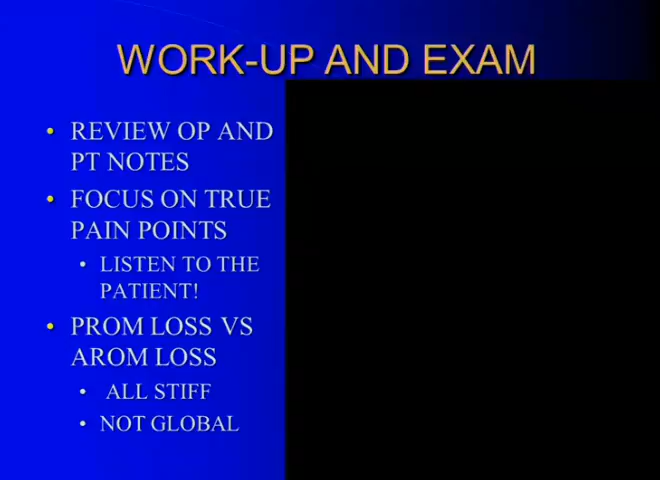 WORK-UP AND EXAM
• REVIEW OP AND
PT NOTES
• FOCUS ON TRUE
PAIN POINTS
• LISTEN TO THE
PATIENT!
• PROM LOSS VS
AROM LOSS
• ALL STIFF
• NOT GLOBAL